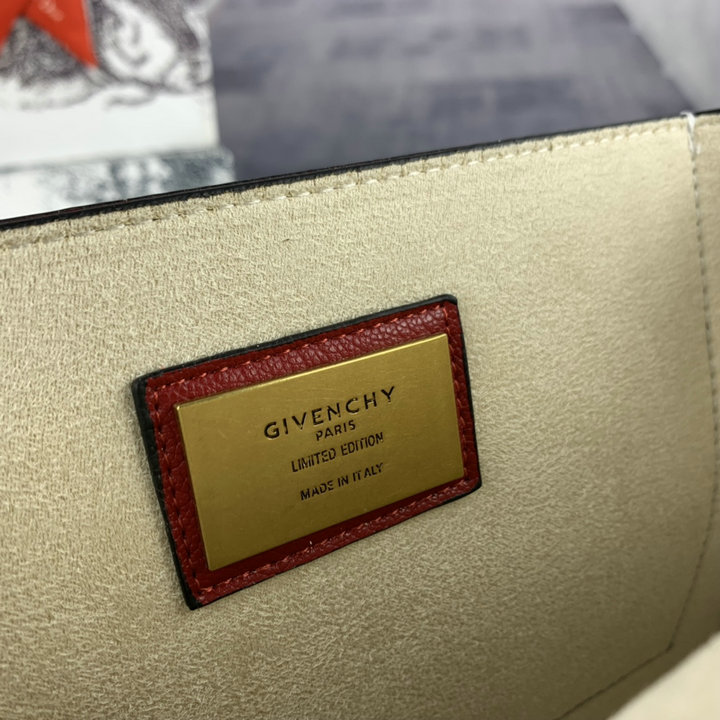 GIVENCHY
PARIS
LIMITED EDITION
MADE IN ITALY